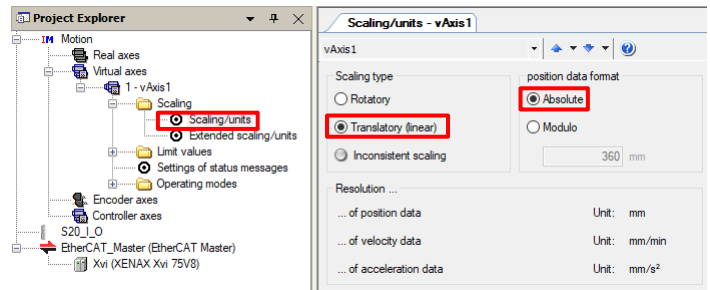 Project Explorer
IM Motion
Real axes
Virtual axes
1 - vAxis1
Scaling
Scaling/units
Extended scaling/units
Limit values
Settings of status messages
Operating modes
Encoder axes
Controller axes
S20_I_O
EtherCAT_Master (EtherCAT Master)
Xvi (XENAX Xvi 75V8)
Scaling/units - vAxis1
vAxis1
Scaling type
Rotatory
Translatory (linear)
Inconsistent scaling
position data format
Absolute
Modulo
360 mm
Resolution ...
... of position data Unit: mm
... of velocity data Unit: mm/min
... of acceleration data Unit: mm/s²